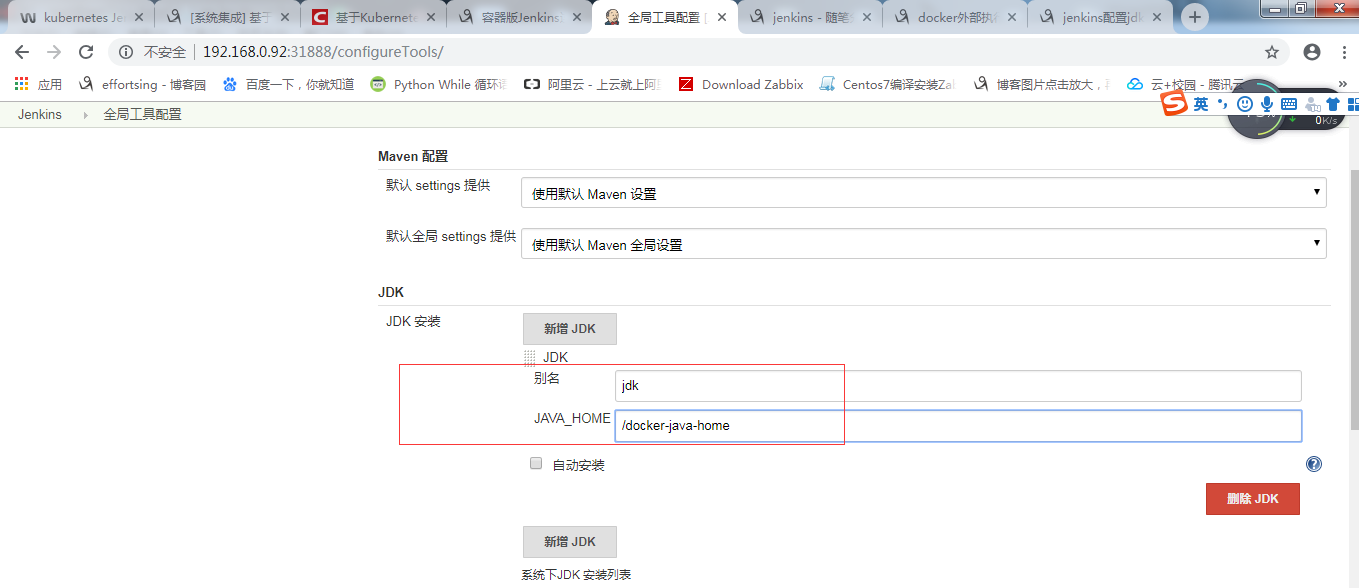 kubernetes Je
[系统集成] 基于
基于Kubernete
容器版Jenkins
全局工具配置 [
jenkins - 随笔
docker外部执
jenkins配置jdk
不安全 192.168.0.92:31888/configureTools/
应用 effortsing - 博客园 百度一下，你就知道 Python While 循环语 阿里云 - 上云就上阿里 Download Zabbix Centos7编译安装Zal 博客图片点击放大， 云+校园 - 腾讯云 »
英
0K/s
Jenkins 全局工具配置
Maven 配置
默认 settings 提供 使用默认 Maven 设置
默认全局 settings 提供 使用默认 Maven 全局设置
JDK
JDK 安装 新增 JDK
JDK
别名 jdk
JAVA_HOME /docker-java-home
自动安装
删除 JDK
新增 JDK
系统下JDK 安装列表